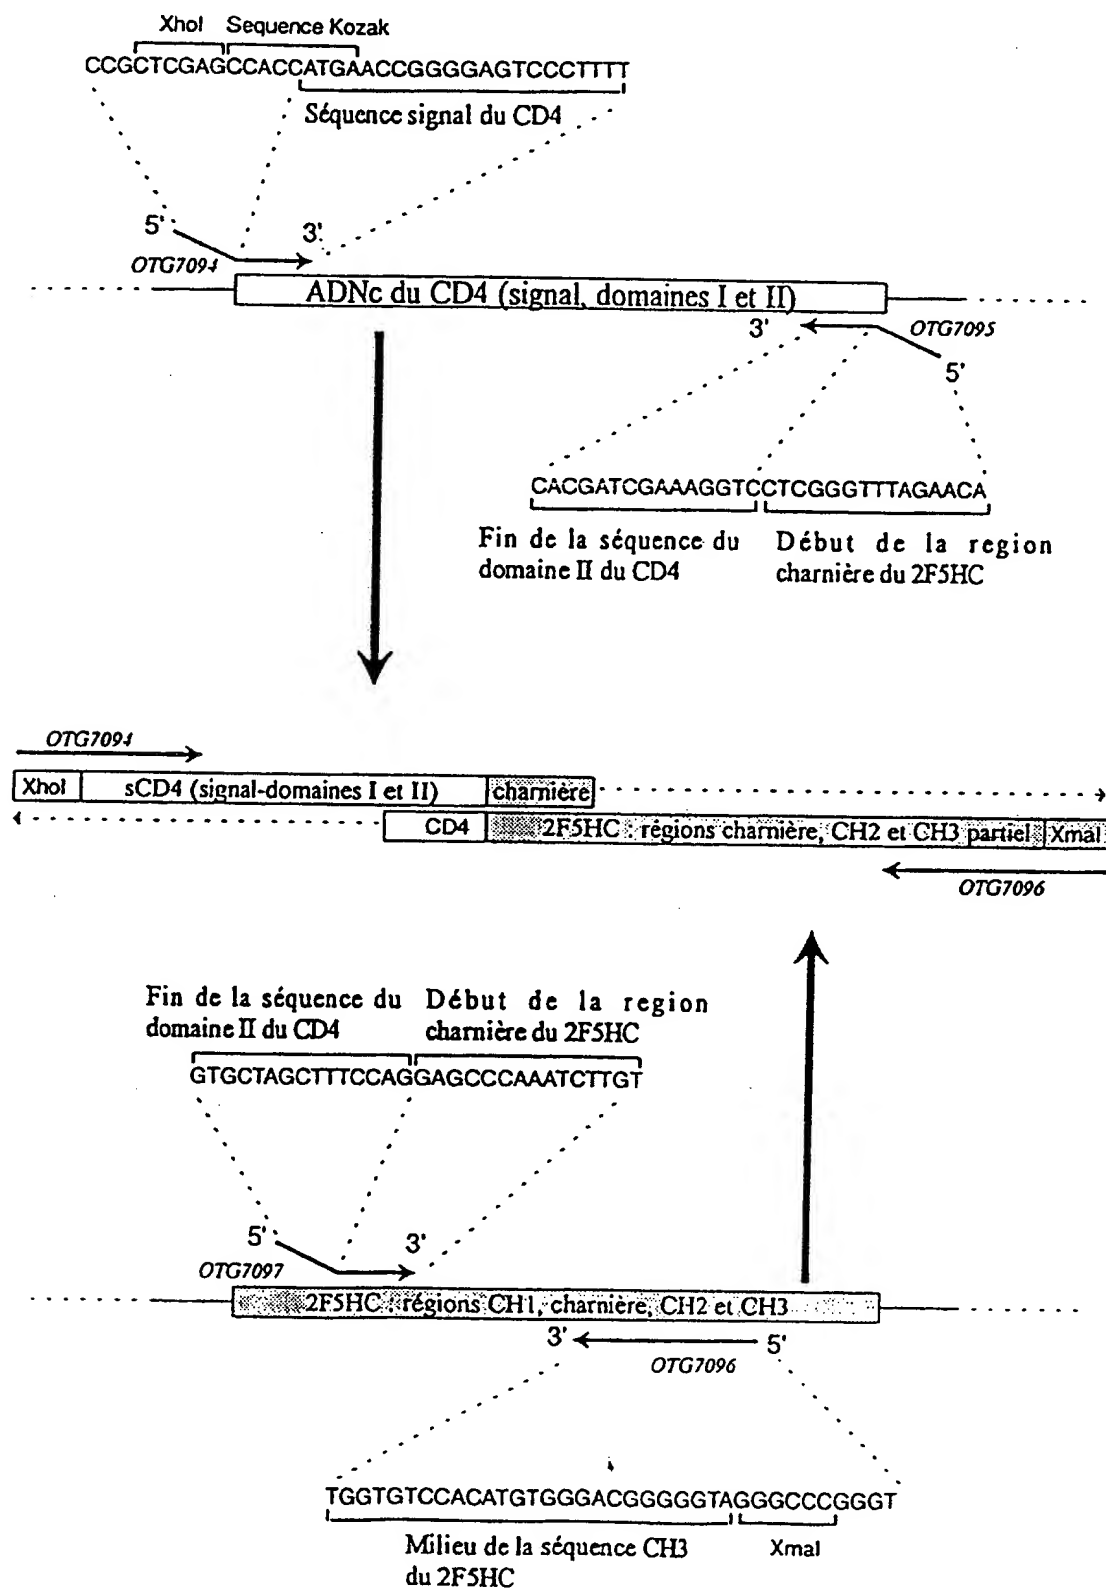 XhoI Sequence Kozak
CCGCTCGAGCCACCATGAACCGGGGAGTCCCTTTT
Séquence signal du CD4
5'
3'
OTG7094
ADNc du CD4 (signal, domaines I et II)
3'
OTG7095
5'
CACGATCGAAAGGTCCTCGGGTTTAGAACA
Fin de la séquence du
domaine II du CD4
Début de la region
charnière du 2F5HC
OTG7094
XhoI sCD4 (signal-domaines I et II) charnière
CD4 2F5HC : régions charnière, CH2 et CH3 partiel XmaI
OTG7096
Fin de la séquence du
domaine II du CD4
Début de la region
charnière du 2F5HC
GTGCTAGCTTTCCAGGAGCCCAAATCTTGT
5'
3'
OTG7097
2F5HC : régions CH1, charnière, CH2 et CH3
3'
5'
OTG7096
TGGTGTCCACATGTGGGACGGGGGTAGGGCCCGGGT
Milieu de la séquence CH3
du 2F5HC
XmaI